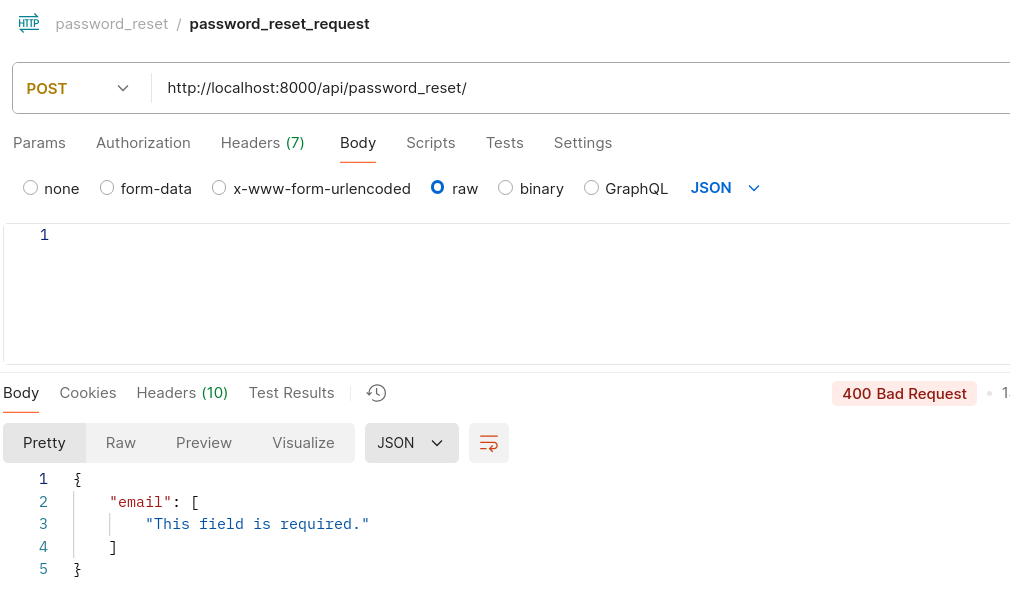 HTTP password_reset / password_reset_request
POST http://localhost:8000/api/password_reset/
Params Authorization Headers (7) Body Scripts Tests Settings
none form-data x-www-form-urlencoded raw binary GraphQL JSON
1
Body Cookies Headers (10) Test Results 400 Bad Request
Pretty Raw Preview Visualize JSON
1 {
2 "email": [
3 "This field is required."
4 ]
5 }